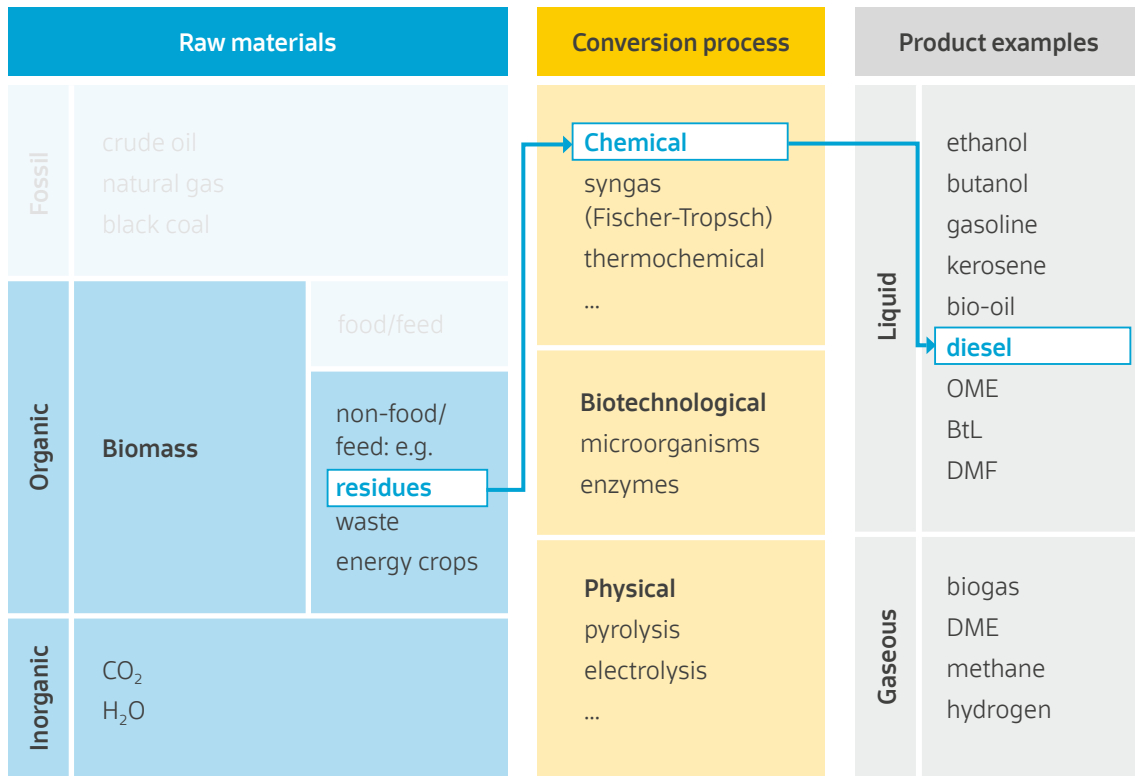 Raw materials
Conversion process
Product examples
Fossil
crude oil
natural gas
black coal
Organic
Biomass
food/feed
non-food/
feed: e.g.
residues
waste
energy crops
Inorganic
CO₂
H₂O
Chemical
syngas
(Fischer-Tropsch)
thermochemical
...
Biotechnological
microorganisms
enzymes
Physical
pyrolysis
electrolysis
...
Liquid
ethanol
butanol
gasoline
kerosene
bio-oil
diesel
OME
BtL
DMF
Gaseous
biogas
DME
methane
hydrogen